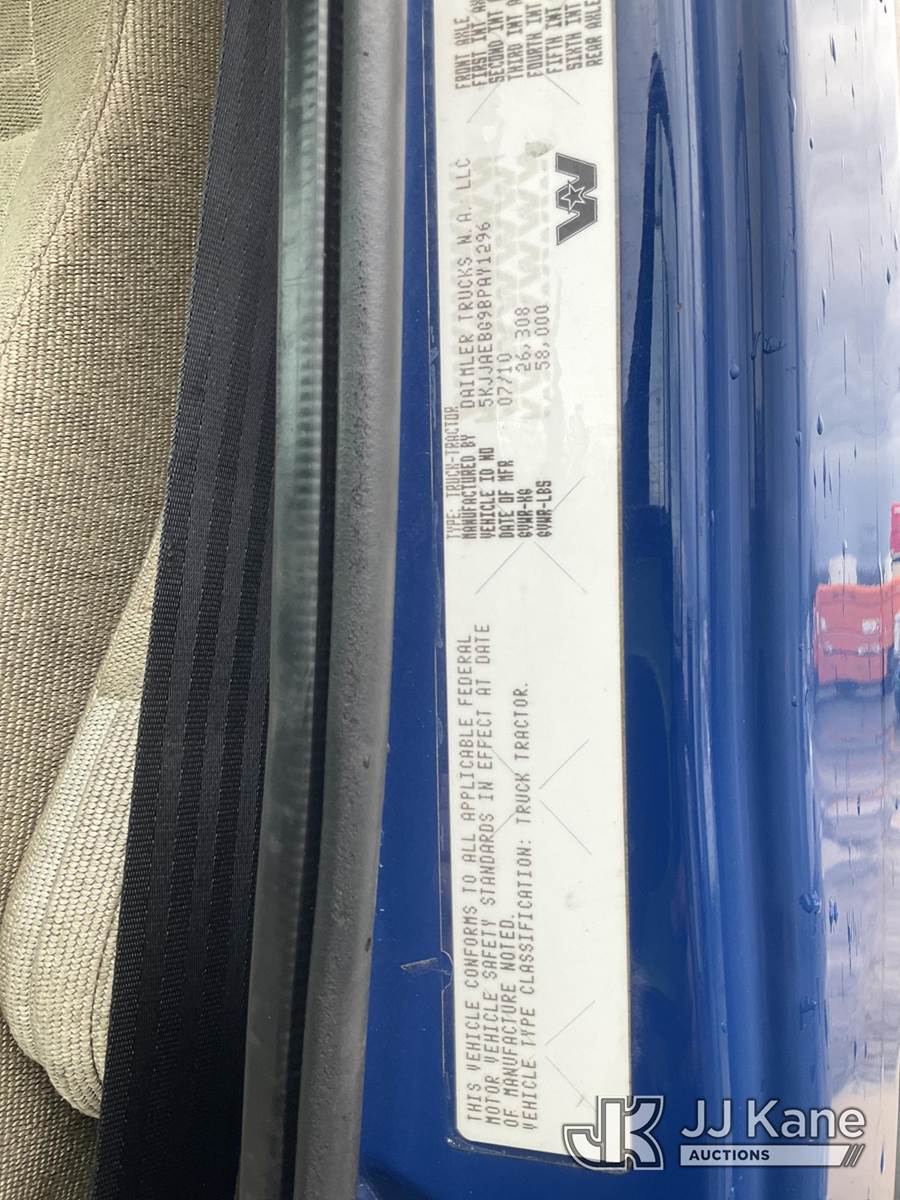 THIS VEHICLE CONFORMS TO ALL APPLICABLE FEDERAL
MOTOR VEHICLE SAFETY STANDARDS IN EFFECT AT DATE
OF MANUFACTURE NOTED.
VEHICLE TYPE CLASSIFICATION: TRUCK TRACTOR.
TYPE: TRUCK-TRACTOR
MANUFACTURED BY DAIMLER TRUCKS N.A. LLC
VEHICLE ID NO 5KJJAEBG9BPAY1296
DATE OF MFR 07/10
GVWR-KG 26,308
GVWR-LBS 58,000
FRONT AXLE
FIRST INT
SECOND INT
THIRD INT A
FOURTH INT
FIFTH INT
SIXTH INT
REAR AXLE
JK JJ Kane
AUCTIONS